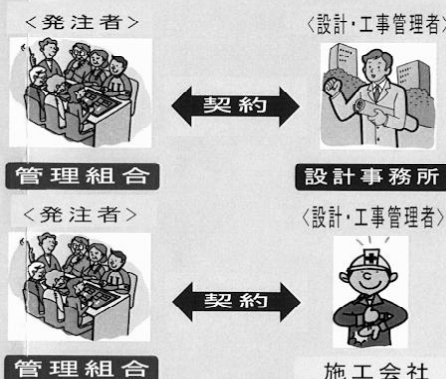 ＜発注者＞
〈設計・工事管理者〉
契約
管理組合
設計事務所
＜発注者＞
〈設計・工事管理者〉
契約
管理組合
施工会社